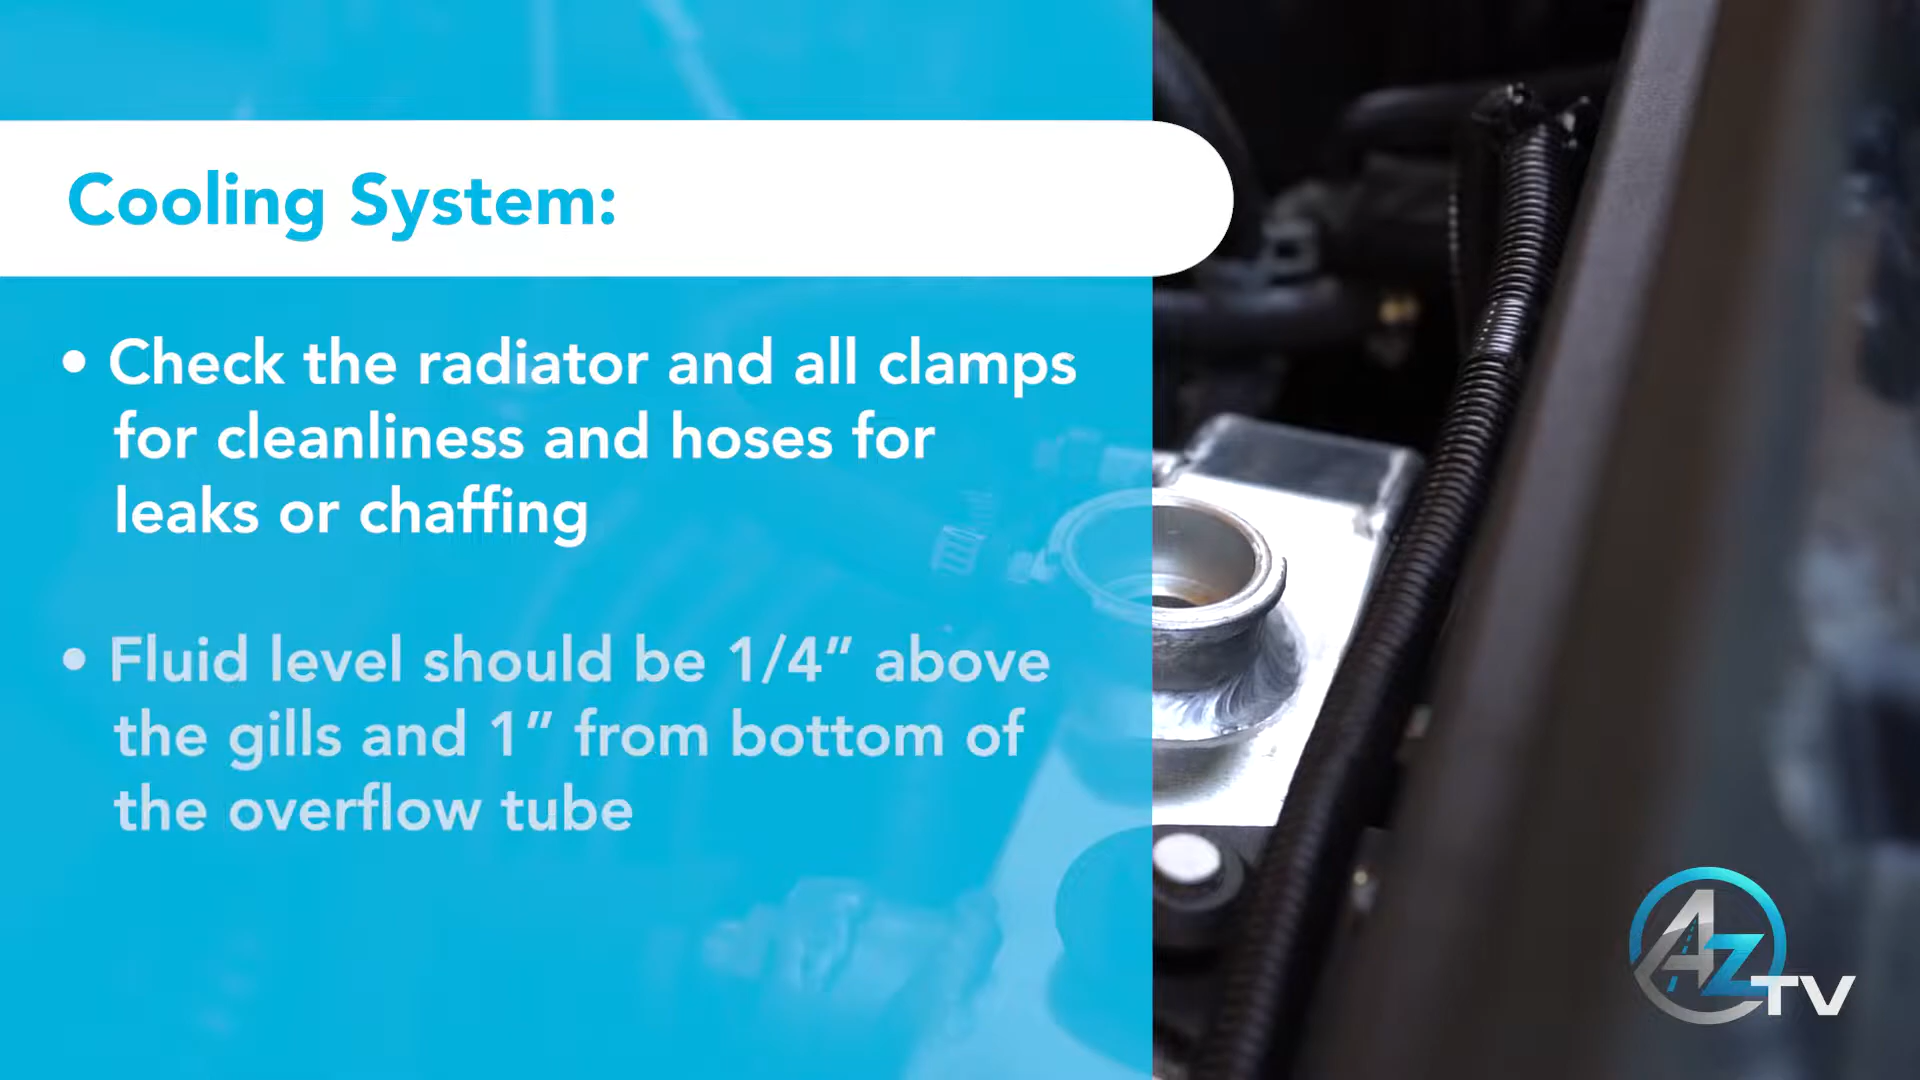 Cooling System:
• Check the radiator and all clamps
for cleanliness and hoses for
leaks or chaffing
• Fluid level should be 1/4” above
the gills and 1” from bottom of
the overflow tube
AZ
TV